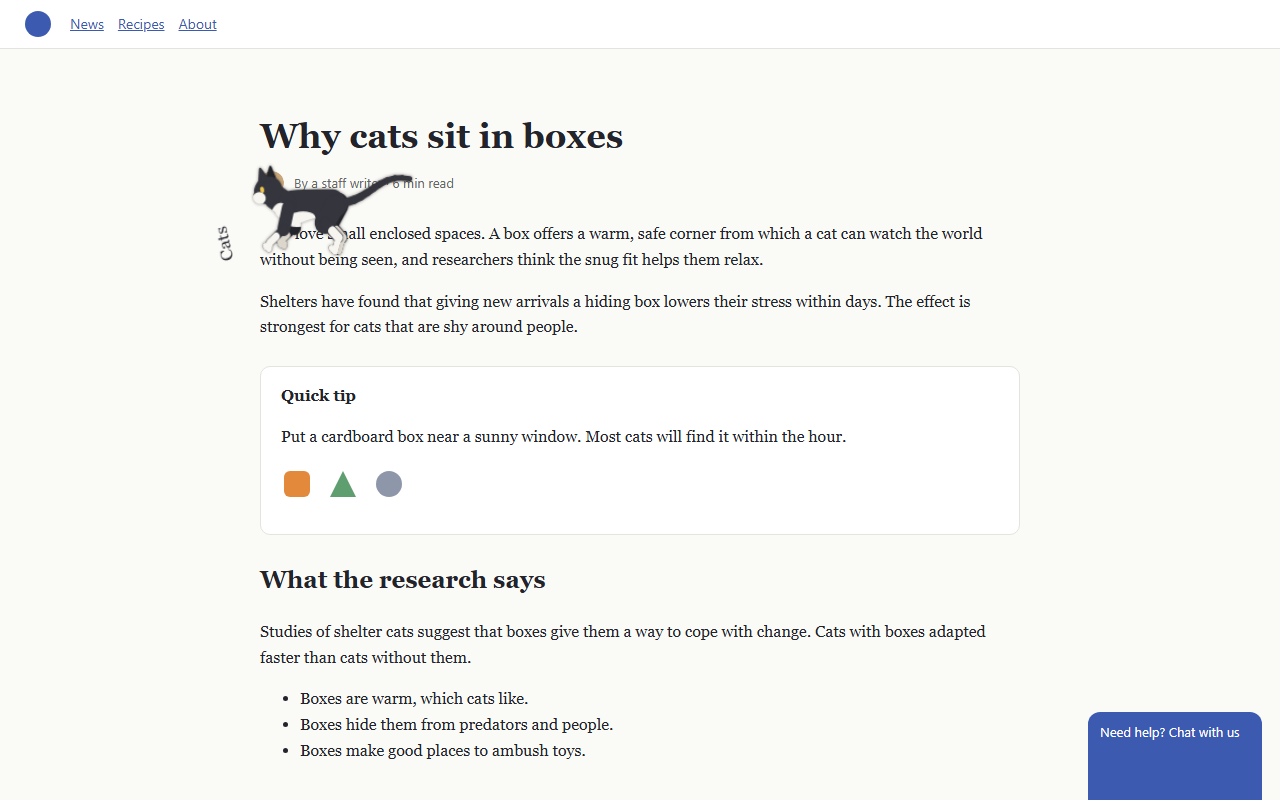 News Recipes About
Why cats sit in boxes
By a staff writer · 6 min read
Cats
love small enclosed spaces. A box offers a warm, safe corner from which a cat can watch the world
without being seen, and researchers think the snug fit helps them relax.
Shelters have found that giving new arrivals a hiding box lowers their stress within days. The effect is
strongest for cats that are shy around people.
Quick tip
Put a cardboard box near a sunny window. Most cats will find it within the hour.
What the research says
Studies of shelter cats suggest that boxes give them a way to cope with change. Cats with boxes adapted
faster than cats without them.
• Boxes are warm, which cats like.
• Boxes hide them from predators and people.
• Boxes make good places to ambush toys.
Need help? Chat with us